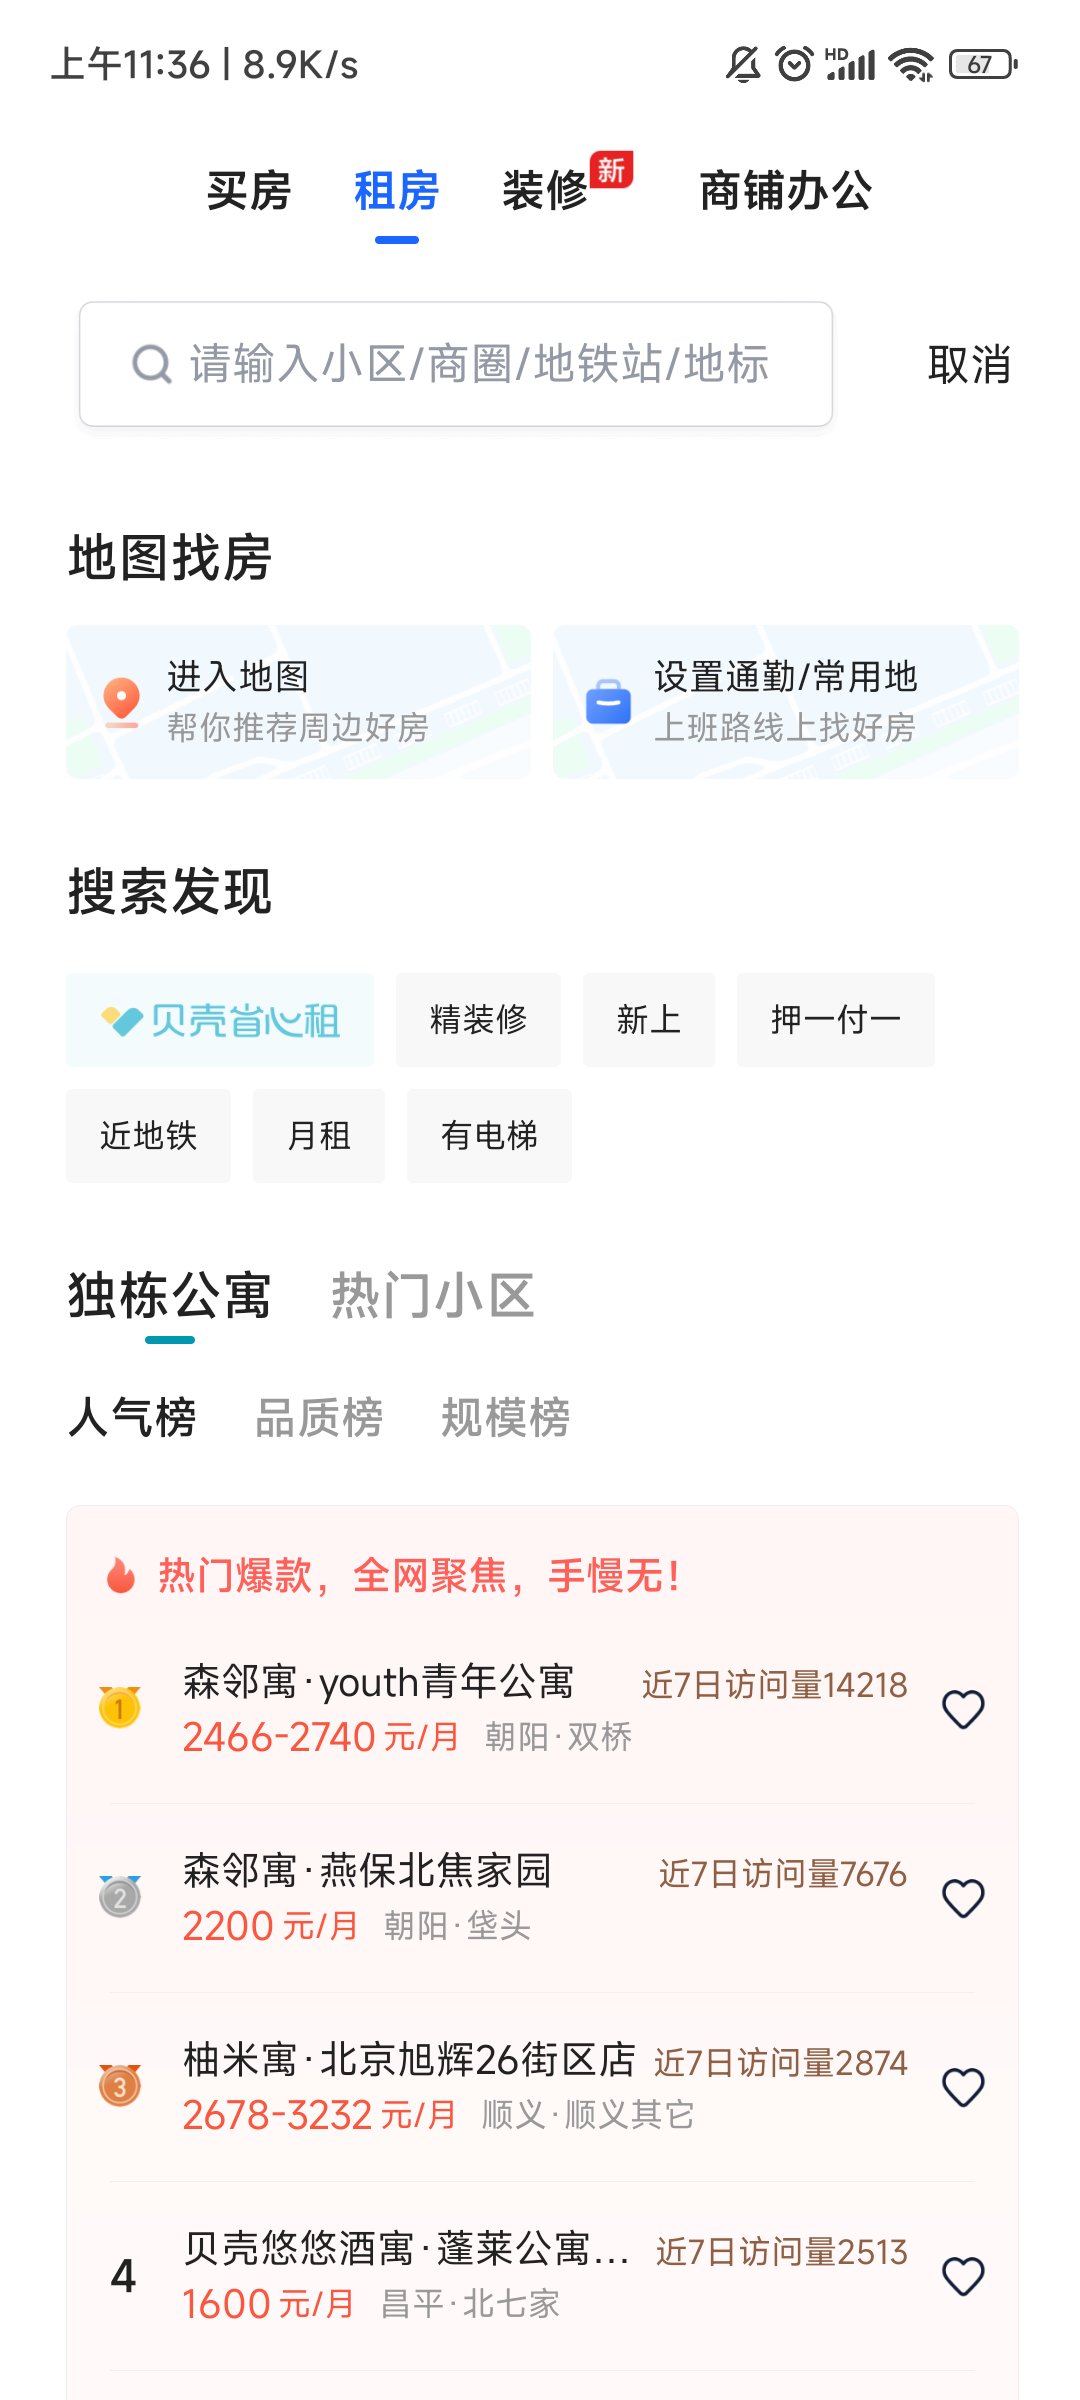 上午11:36 | 8.9K/s HD 67
买房 租房 装修 新 商铺办公
请输入小区/商圈/地铁站/地标 取消
地图找房
进入地图 设置通勤/常用地
帮你推荐周边好房 上班路线上找好房
搜索发现
贝壳省心租 精装修 新上 押一付一
近地铁 月租 有电梯
独栋公寓 热门小区
人气榜 品质榜 规模榜
热门爆款，全网聚焦，手慢无！
1 森邻寓·youth青年公寓 近7日访问量14218
2466-2740 元/月 朝阳·双桥
2 森邻寓·燕保北焦家园 近7日访问量7676
2200 元/月 朝阳·垡头
3 柚米寓·北京旭辉26街区店 近7日访问量2874
2678-3232 元/月 顺义·顺义其它
4 贝壳悠悠酒寓·蓬莱公寓... 近7日访问量2513
1600 元/月 昌平·北七家